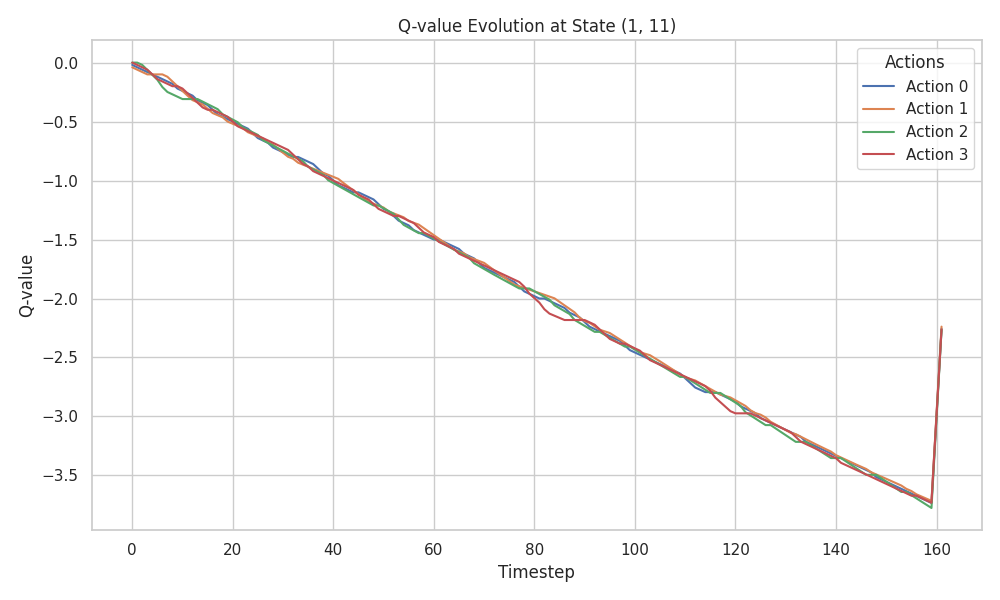 Q-value Evolution at State (1, 11)
Actions
Action 0
Action 1
Action 2
Action 3
Q-value
0.0
−0.5
−1.0
−1.5
−2.0
−2.5
−3.0
−3.5
0 20 40 60 80 100 120 140 160
Timestep